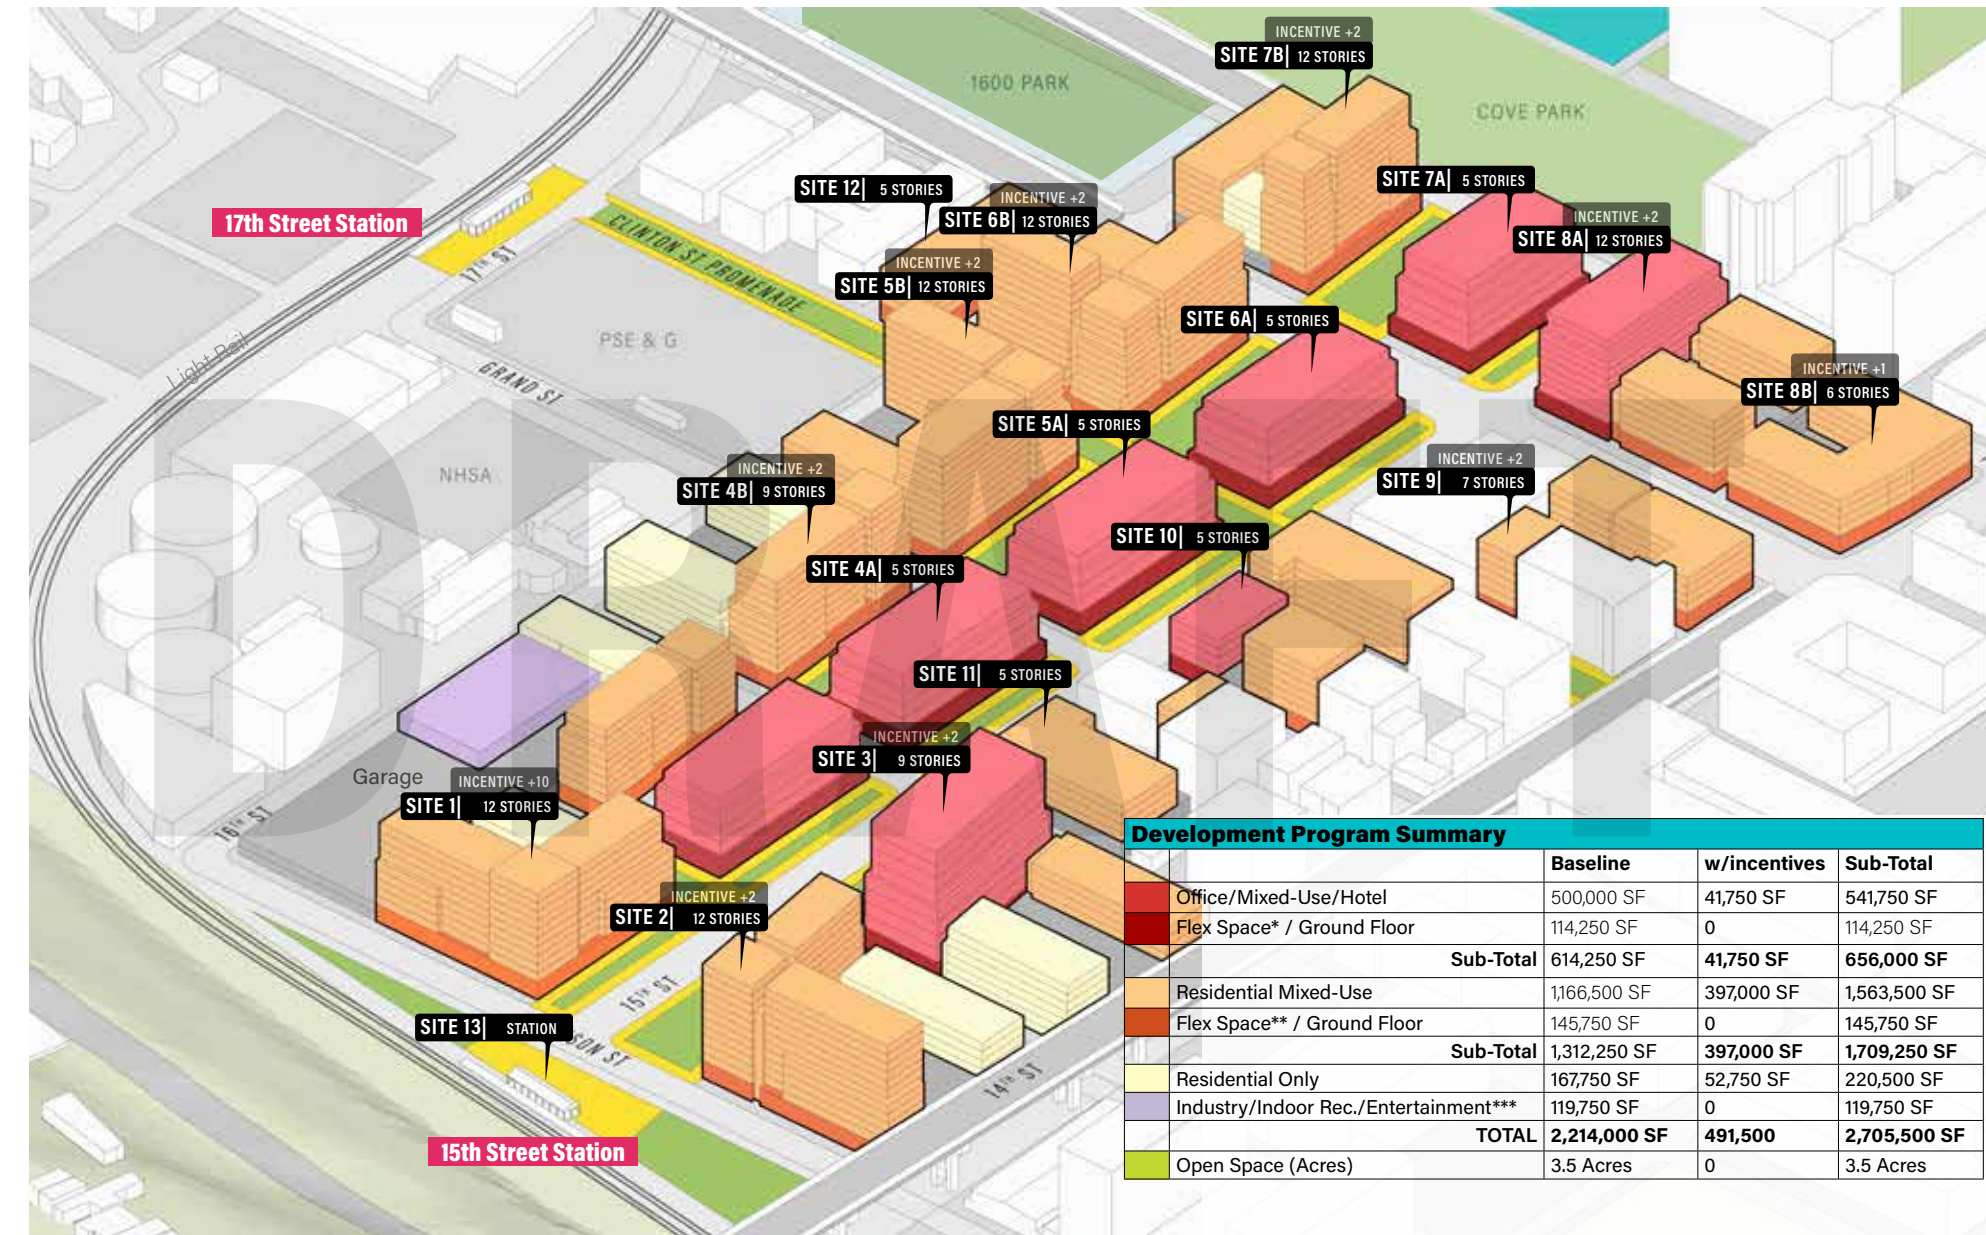 INCENTIVE +2
SITE 7B| 12 STORIES
1600 PARK
COVE PARK
SITE 12| 5 STORIES
INCENTIVE +2
SITE 6B| 12 STORIES
SITE 7A| 5 STORIES
INCENTIVE +2
SITE 8A| 12 STORIES
17th Street Station
17TH ST
CLINTON ST PROMENADE
INCENTIVE +2
SITE 5B| 12 STORIES
SITE 6A| 5 STORIES
PSE & G
Light Rail
GRAND ST
INCENTIVE +1
SITE 8B| 6 STORIES
SITE 5A| 5 STORIES
NHSA
INCENTIVE +2
SITE 4B| 9 STORIES
INCENTIVE +2
SITE 9| 7 STORIES
SITE 10| 5 STORIES
SITE 4A| 5 STORIES
DRAFT
SITE 11| 5 STORIES
INCENTIVE +2
SITE 3| 9 STORIES
Garage
INCENTIVE +10
SITE 1| 12 STORIES
16TH ST
INCENTIVE +2
SITE 2| 12 STORIES
15TH ST
SITE 13| STATION
SON ST
14TH ST
15th Street Station
Development Program Summary
Baseline w/incentives Sub-Total
Office/Mixed-Use/Hotel 500,000 SF 41,750 SF 541,750 SF
Flex Space* / Ground Floor 114,250 SF 0 114,250 SF
Sub-Total 614,250 SF 41,750 SF 656,000 SF
Residential Mixed-Use 1,166,500 SF 397,000 SF 1,563,500 SF
Flex Space** / Ground Floor 145,750 SF 0 145,750 SF
Sub-Total 1,312,250 SF 397,000 SF 1,709,250 SF
Residential Only 167,750 SF 52,750 SF 220,500 SF
Industry/Indoor Rec./Entertainment*** 119,750 SF 0 119,750 SF
TOTAL 2,214,000 SF 491,500 2,705,500 SF
Open Space (Acres) 3.5 Acres 0 3.5 Acres